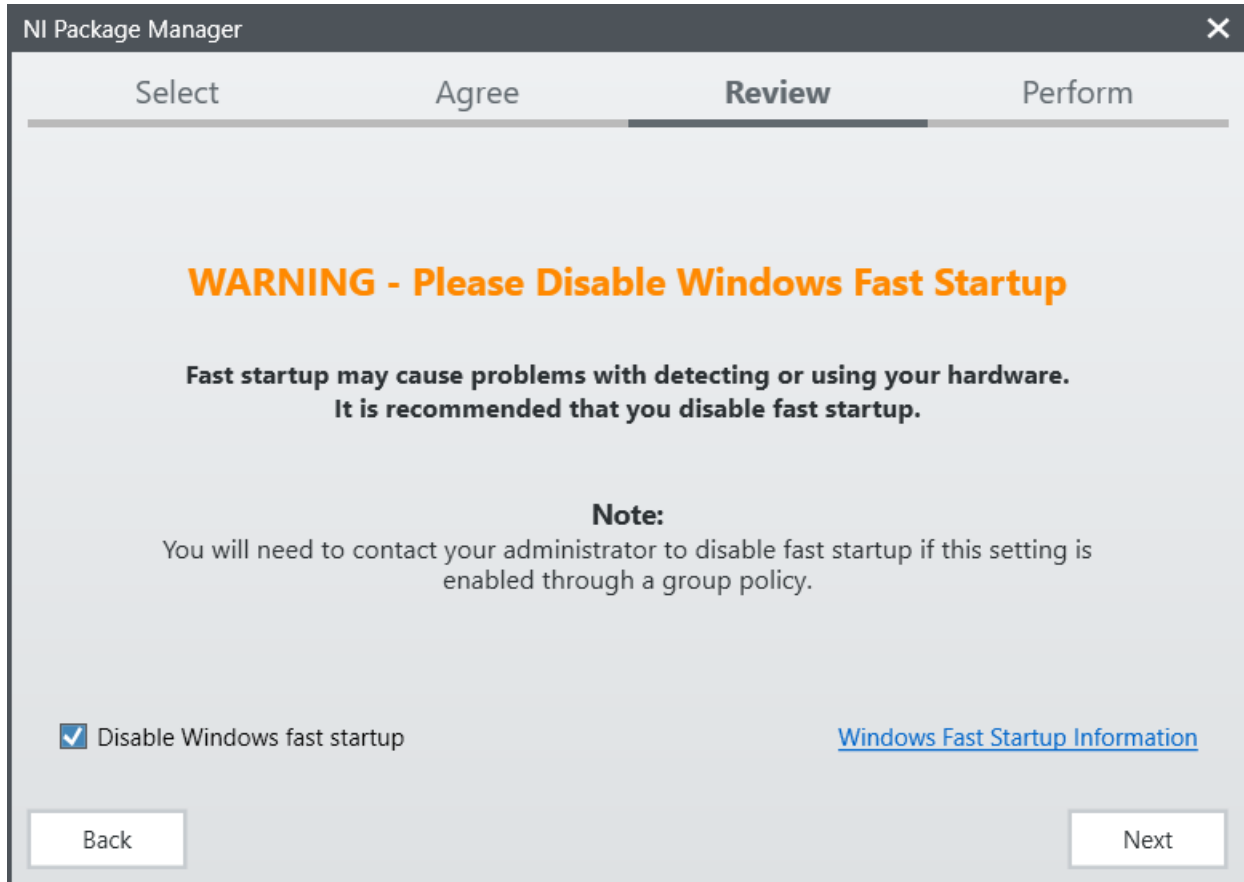 NI Package Manager
Select Agree Review Perform
WARNING - Please Disable Windows Fast Startup
Fast startup may cause problems with detecting or using your hardware.
It is recommended that you disable fast startup.
Note:
You will need to contact your administrator to disable fast startup if this setting is
enabled through a group policy.
Disable Windows fast startup Windows Fast Startup Information
Back Next